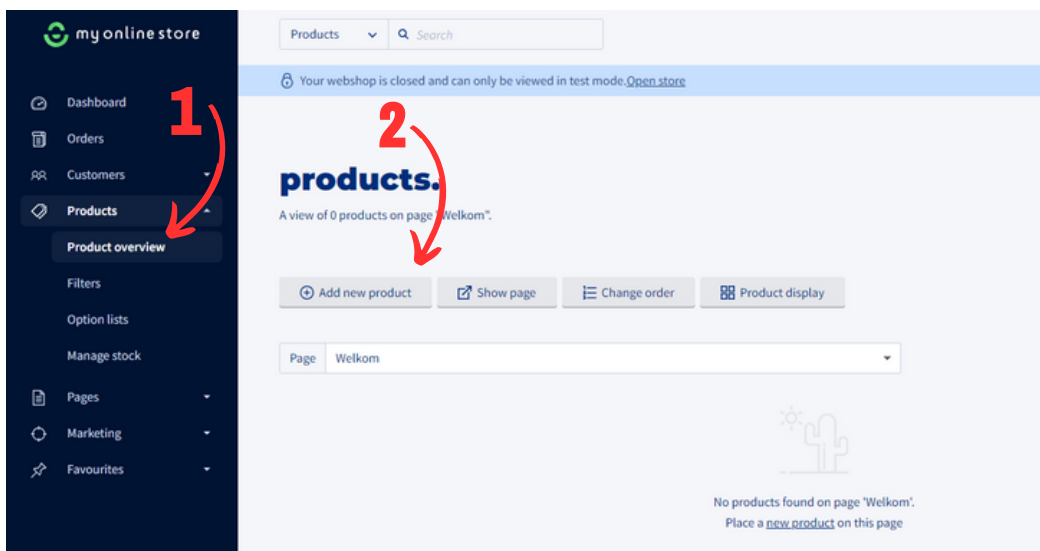 my online store
Products
Search
Your webshop is closed and can only be viewed in test mode.Open store
Dashboard
Orders
Customers
Products
Product overview
Filters
Option lists
Manage stock
Pages
Marketing
Favourites
1
2
products.
A view of 0 products on page "Welkom".
Add new product
Show page
Change order
Product display
Page
Welkom
No products found on page 'Welkom'.
Place a new product on this page